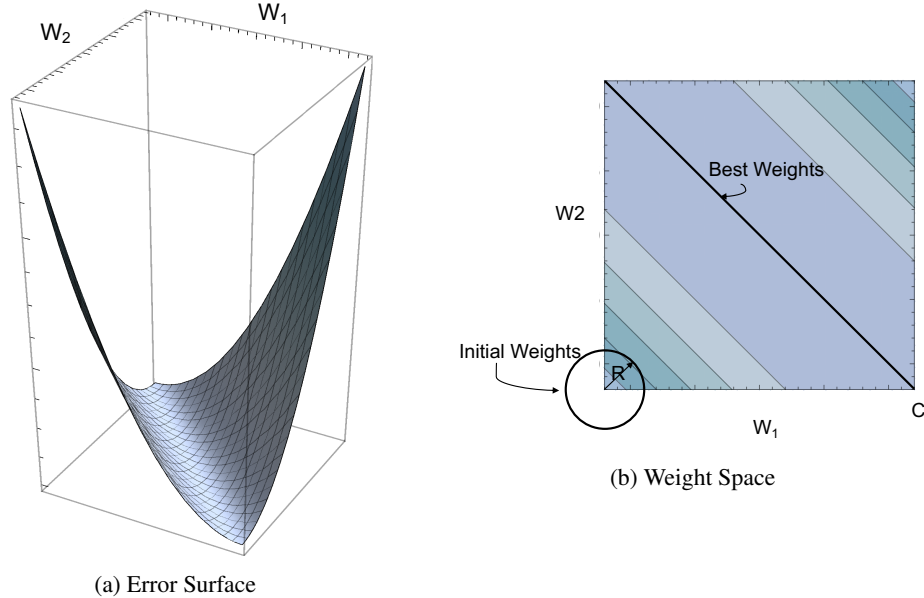 W2
W1
(a) Error Surface
Best Weights
W2
Initial Weights
R
C
W1
(b) Weight Space